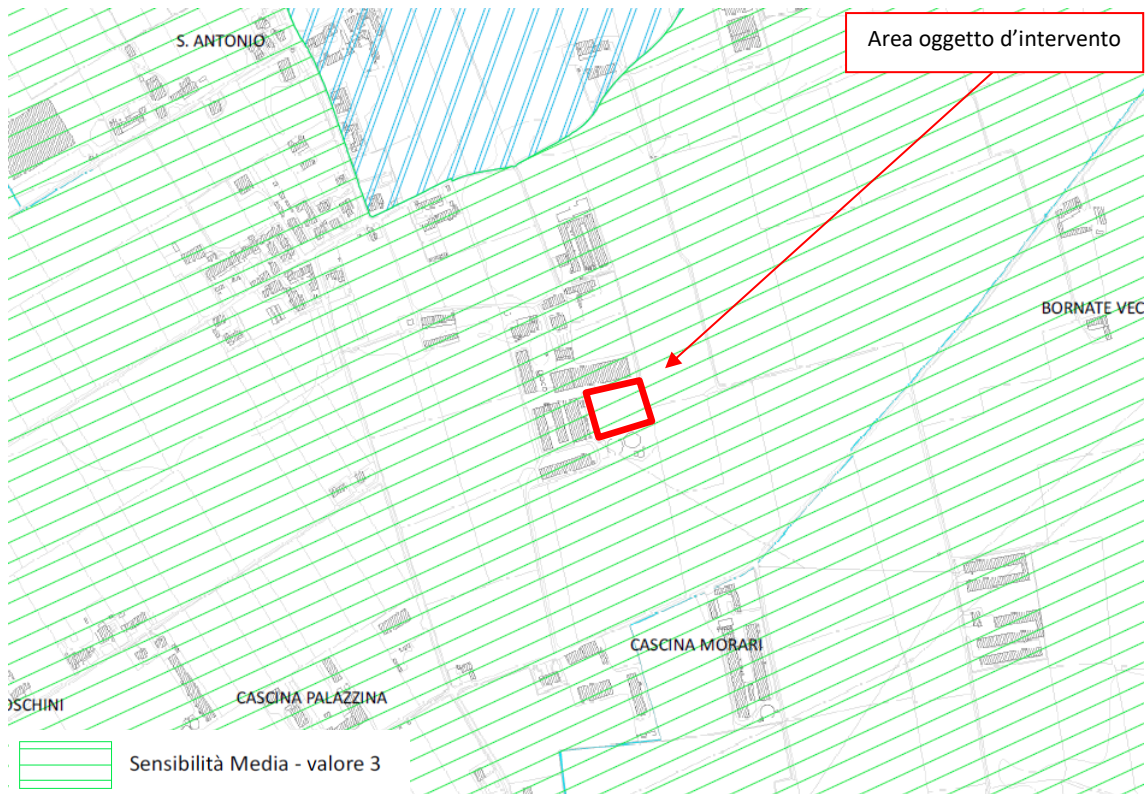 S. ANTONIO
Area oggetto d'intervento
BORNATE VEC
CASCINA MORARI
CASCINA PALAZZINA
OSCHINI
Sensibilità Media - valore 3